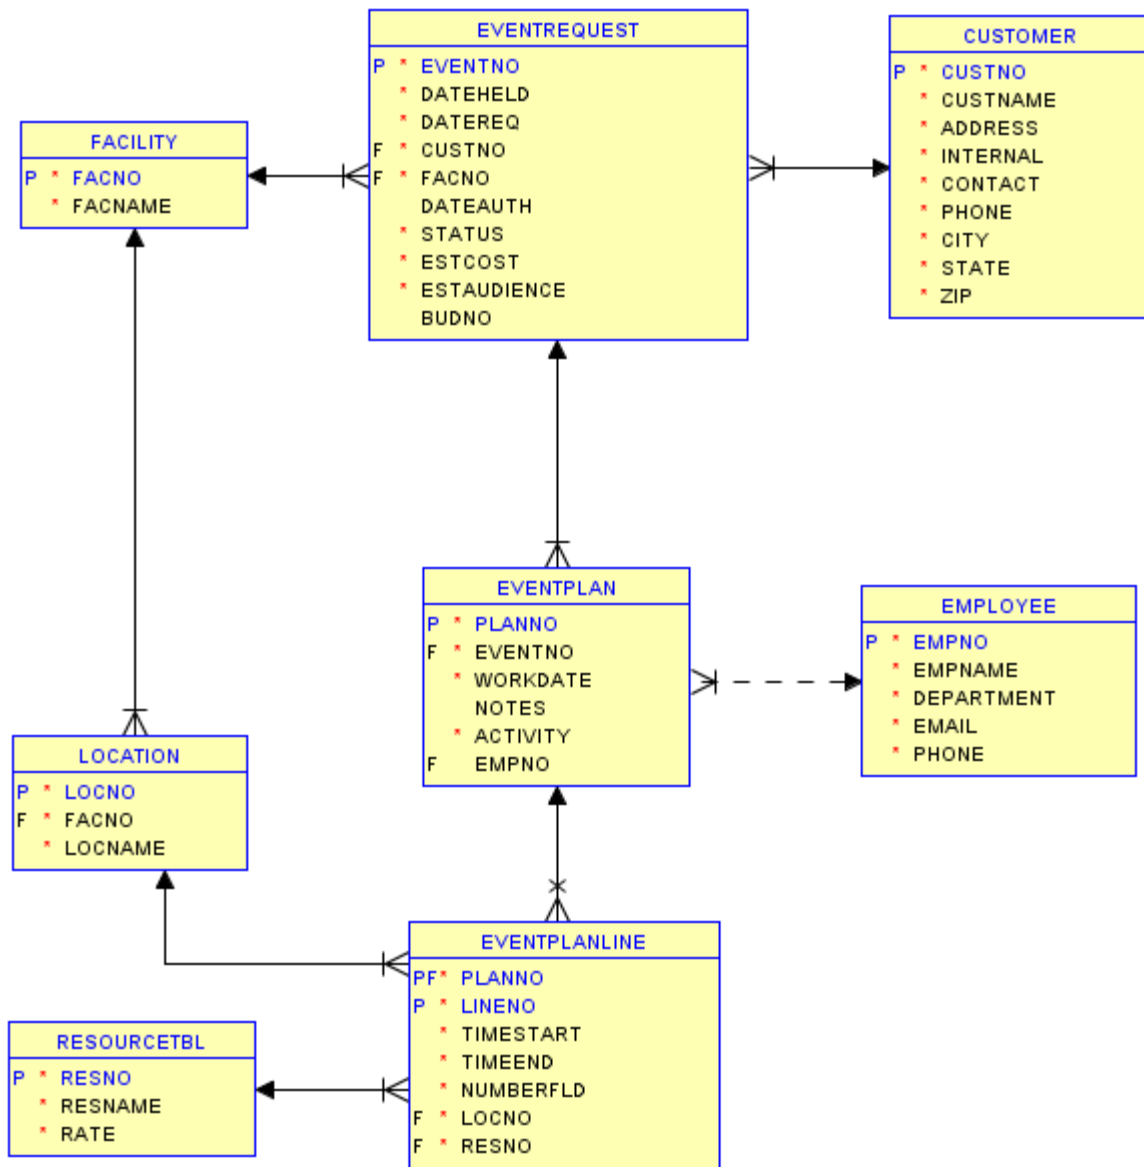 EVENTREQUEST
P * EVENTNO
* DATEHELD
* DATEREQ
F * CUSTNO
F * FACNO
DATEAUTH
* STATUS
* ESTCOST
* ESTAUDIENCE
BUDNO
CUSTOMER
P * CUSTNO
* CUSTNAME
* ADDRESS
* INTERNAL
* CONTACT
* PHONE
* CITY
* STATE
* ZIP
FACILITY
P * FACNO
* FACNAME
EVENTPLAN
P * PLANNO
F * EVENTNO
* WORKDATE
NOTES
* ACTIVITY
F EMPNO
EMPLOYEE
P * EMPNO
* EMPNAME
* DEPARTMENT
* EMAIL
* PHONE
LOCATION
P * LOCNO
F * FACNO
* LOCNAME
EVENTPLANLINE
PF* PLANNO
P * LINENO
* TIMESTART
* TIMEEND
* NUMBERFLD
F * LOCNO
F * RESNO
RESOURCETBL
P * RESNO
* RESNAME
* RATE